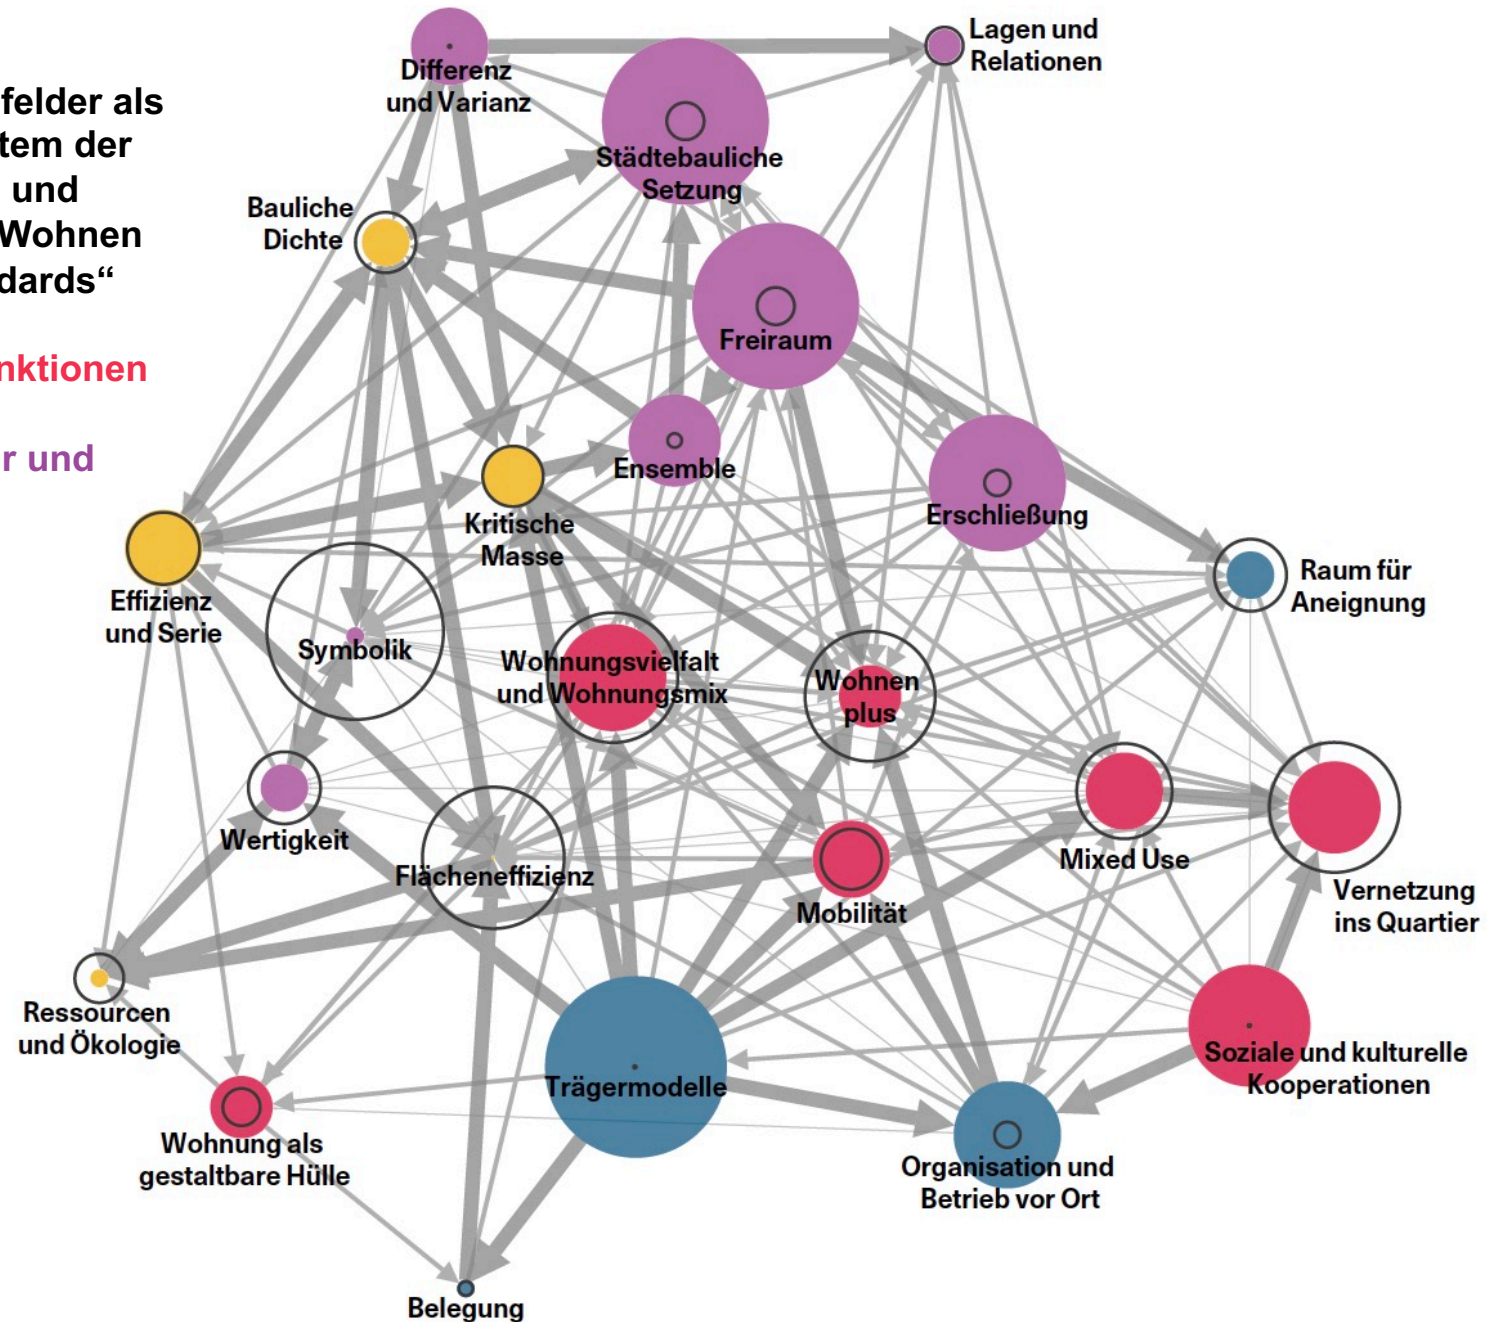 felder als
tem der
und
Wohnen
dards“
nktionen
r und
Differenz
und Varianz
Lagen und
Relationen
Städtebauliche
Setzung
Bauliche
Dichte
Freiraum
Ensemble
Kritische
Masse
Erschließung
Effizienz
und Serie
Raum für
Aneignung
Symbolik
Wohnungsvielfalt
und Wohnungsmix
Wohnen
plus
Wertigkeit
Flächeneffizienz
Mobilität
Mixed Use
Vernetzung
ins Quartier
Ressourcen
und Ökologie
Trägermodelle
Soziale und kulturelle
Kooperationen
Wohnung als
gestaltbare Hülle
Organisation und
Betrieb vor Ort
Belegung